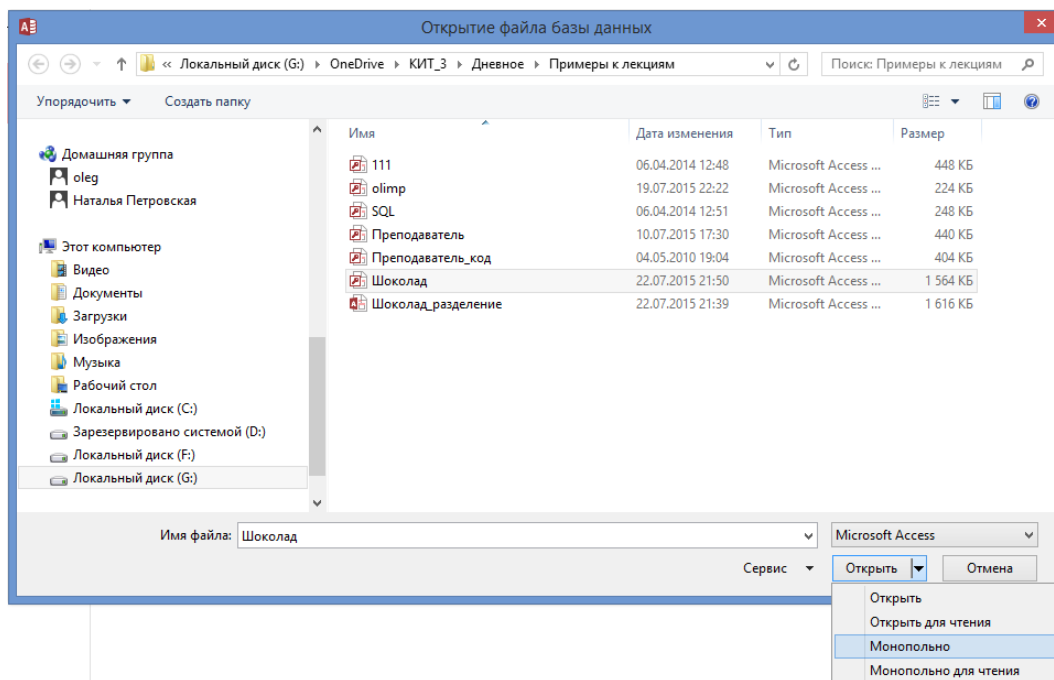 Открытие файла базы данных
« Локальный диск (G:) OneDrive КИТ_3 Дневное Примеры к лекциям Поиск: Примеры к лекциям
Упорядочить Создать папку
Имя Дата изменения Тип Размер
Домашняя группа
oleg
Наталья Петровская
Этот компьютер
Видео
Документы
Загрузки
Изображения
Музыка
Рабочий стол
Локальный диск (C:)
Зарезервировано системой (D:)
Локальный диск (F:)
Локальный диск (G:)
111 06.04.2014 12:48 Microsoft Access ... 448 КБ
olimp 19.07.2015 22:22 Microsoft Access ... 224 КБ
SQL 06.04.2014 12:51 Microsoft Access ... 248 КБ
Преподаватель 10.07.2015 17:30 Microsoft Access ... 440 КБ
Преподаватель_код 04.05.2010 19:04 Microsoft Access ... 404 КБ
Шоколад 22.07.2015 21:50 Microsoft Access ... 1 564 КБ
Шоколад_разделение 22.07.2015 21:39 Microsoft Access ... 1 616 КБ
Имя файла: Шоколад Microsoft Access
Сервис Открыть Отмена
Открыть
Открыть для чтения
Монопольно
Монопольно для чтения